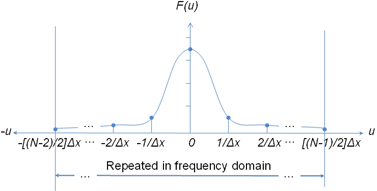 F(u)
-u
u
-[(N-2)/2]Δx ... -2/Δx -1/Δx 0 1/Δx 2/Δx ... [(N-1)/2]Δx
... Repeated in frequency domain ...